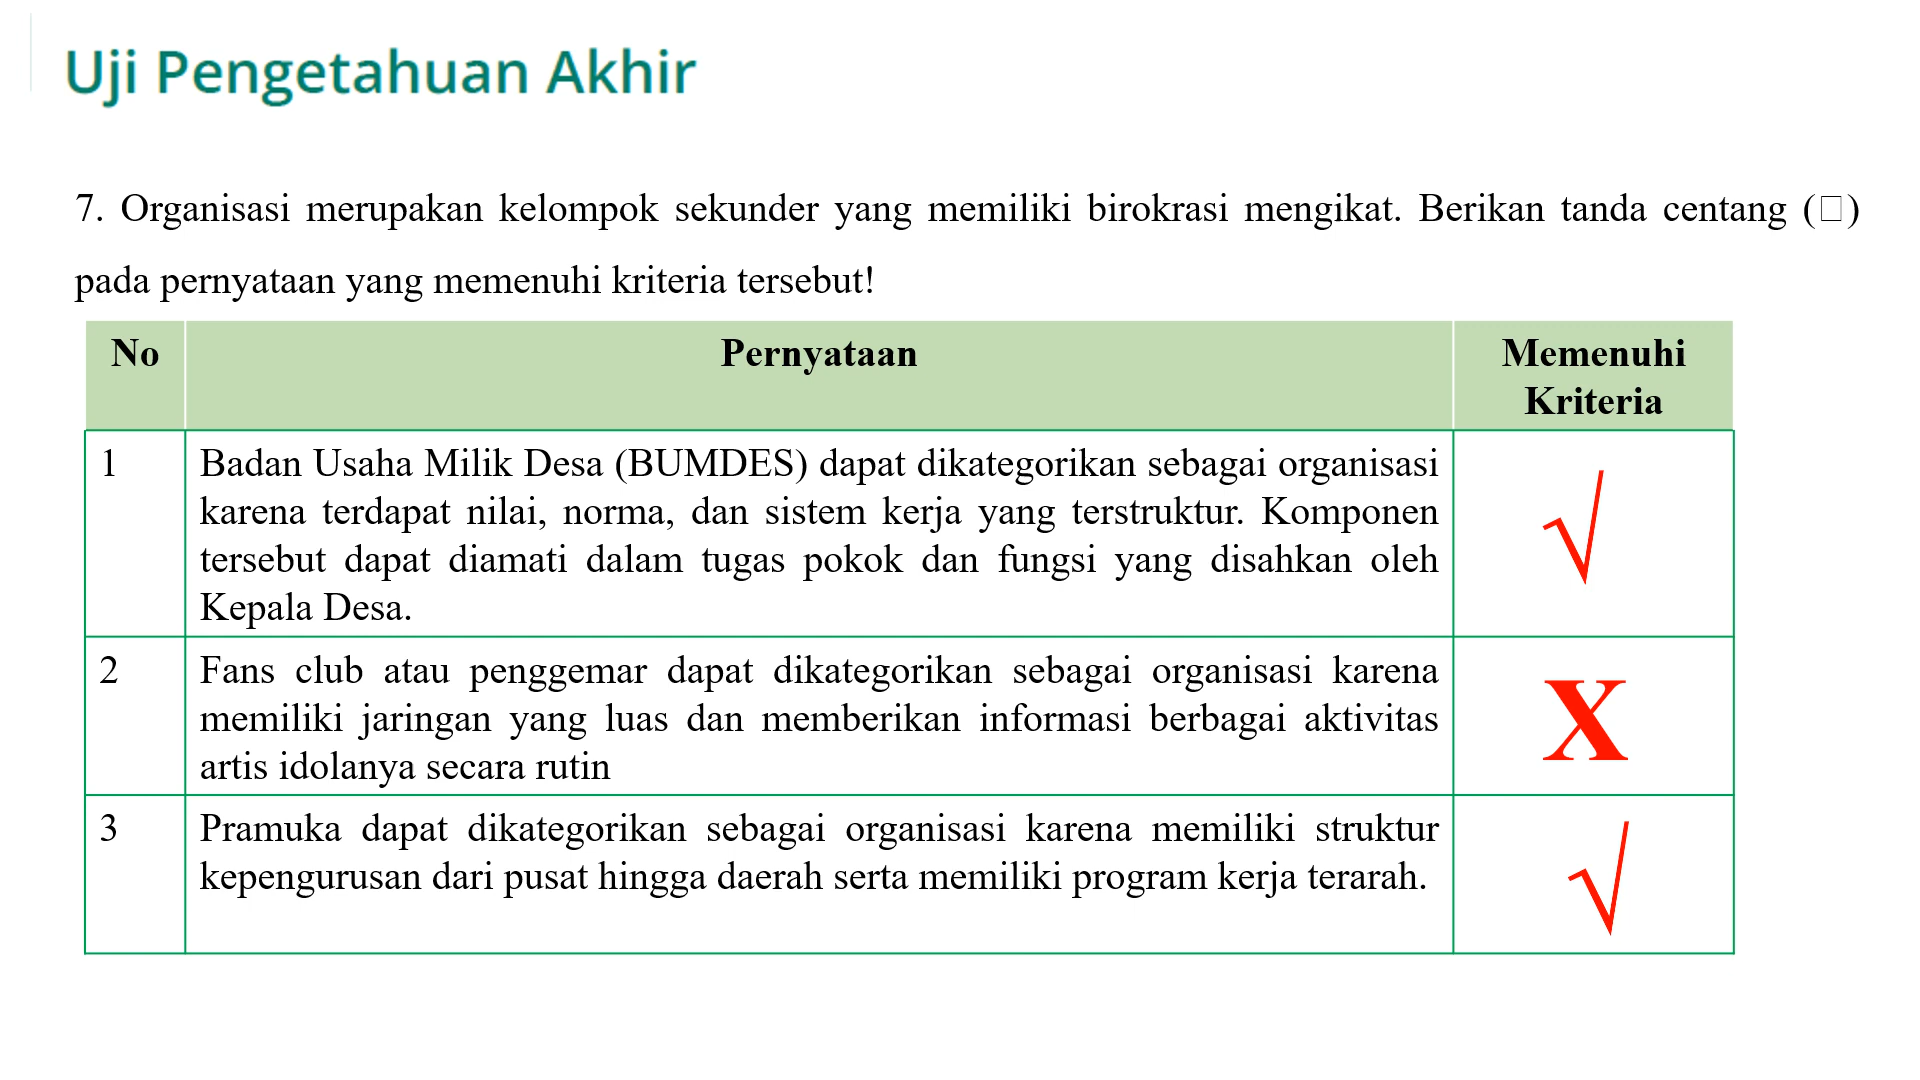 Uji Pengetahuan Akhir
7. Organisasi merupakan kelompok sekunder yang memiliki birokrasi mengikat. Berikan tanda centang (□)
pada pernyataan yang memenuhi kriteria tersebut!
No
Pernyataan
Memenuhi
Kriteria
1
Badan Usaha Milik Desa (BUMDES) dapat dikategorikan sebagai organisasi
karena terdapat nilai, norma, dan sistem kerja yang terstruktur. Komponen
tersebut dapat diamati dalam tugas pokok dan fungsi yang disahkan oleh
Kepala Desa.
√
2
Fans club atau penggemar dapat dikategorikan sebagai organisasi karena
memiliki jaringan yang luas dan memberikan informasi berbagai aktivitas
artis idolanya secara rutin
X
3
Pramuka dapat dikategorikan sebagai organisasi karena memiliki struktur
kepengurusan dari pusat hingga daerah serta memiliki program kerja terarah.
√